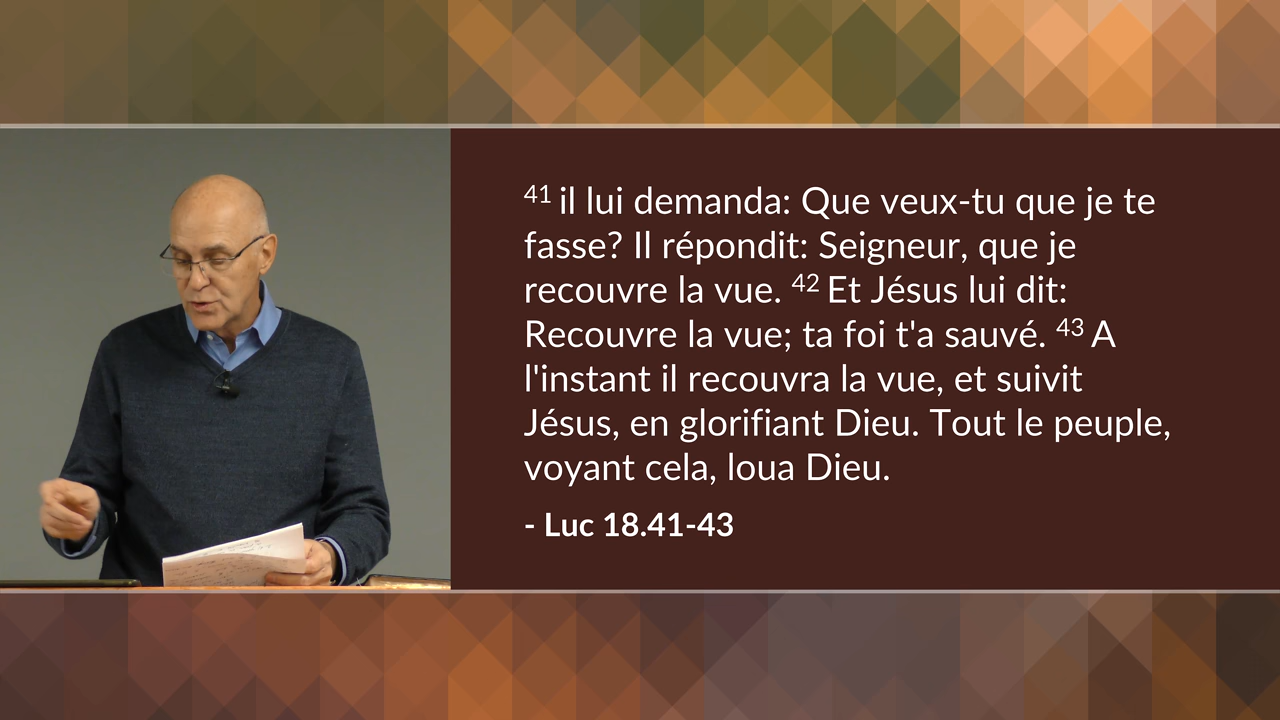 41 il lui demanda: Que veux-tu que je te
fasse? Il répondit: Seigneur, que je
recouvre la vue. 42 Et Jésus lui dit:
Recouvre la vue; ta foi t'a sauvé. 43 A
l'instant il recouvra la vue, et suivit
Jésus, en glorifiant Dieu. Tout le peuple,
voyant cela, loua Dieu.
- Luc 18.41-43